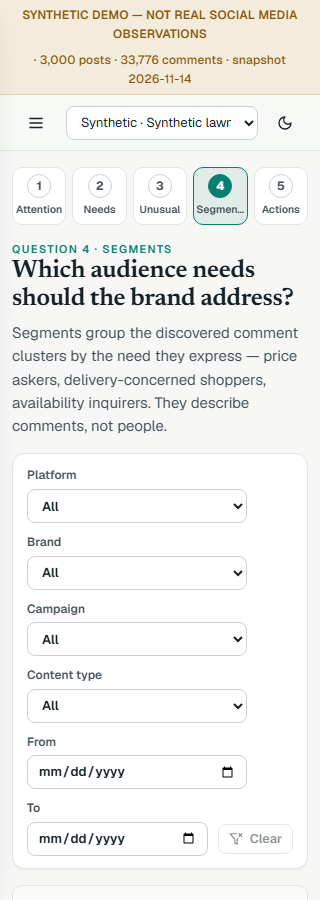 SYNTHETIC DEMO — NOT REAL SOCIAL MEDIA
OBSERVATIONS
· 3,000 posts · 33,776 comments · snapshot
2026-11-14
Synthetic · Synthetic lawr
1
Attention
2
Needs
3
Unusual
4
Segmen...
5
Actions
QUESTION 4 · SEGMENTS
Which audience needs
should the brand address?
Segments group the discovered comment
clusters by the need they express — price
askers, delivery-concerned shoppers,
availability inquirers. They describe
comments, not people.
Platform
All
Brand
All
Campaign
All
Content type
All
From
mm/dd/yyyy
To
mm/dd/yyyy
Clear